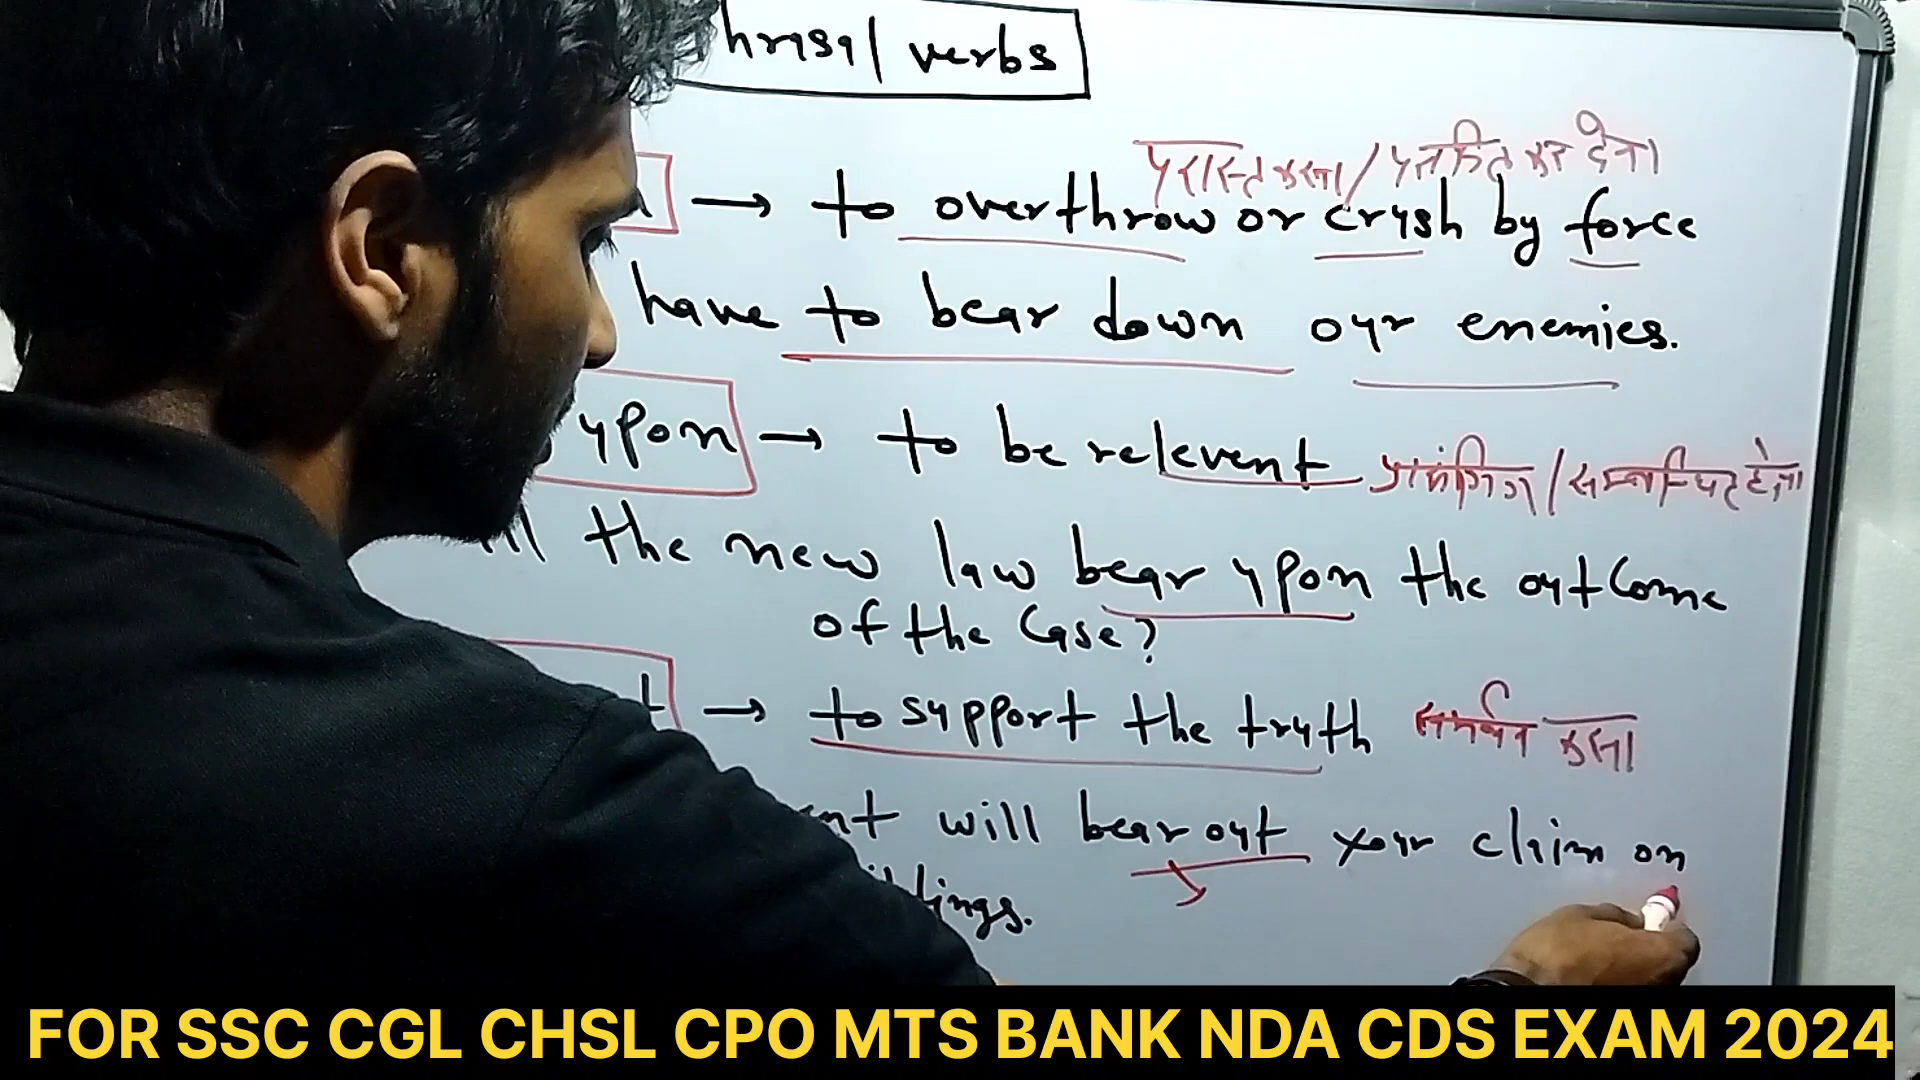 hrasal verbs
परास्त करना / पराजित कर देना
→ to overthrow or crush by force
have to bear down our enemies.
upon → to be relevent प्रासंगिक / सम्बन्धित होना
the new law bear upon the outcome
of the Case?
→ to support the truth समर्थन करना
will bear out your claim on
FOR SSC CGL CHSL CPO MTS BANK NDA CDS EXAM 2024